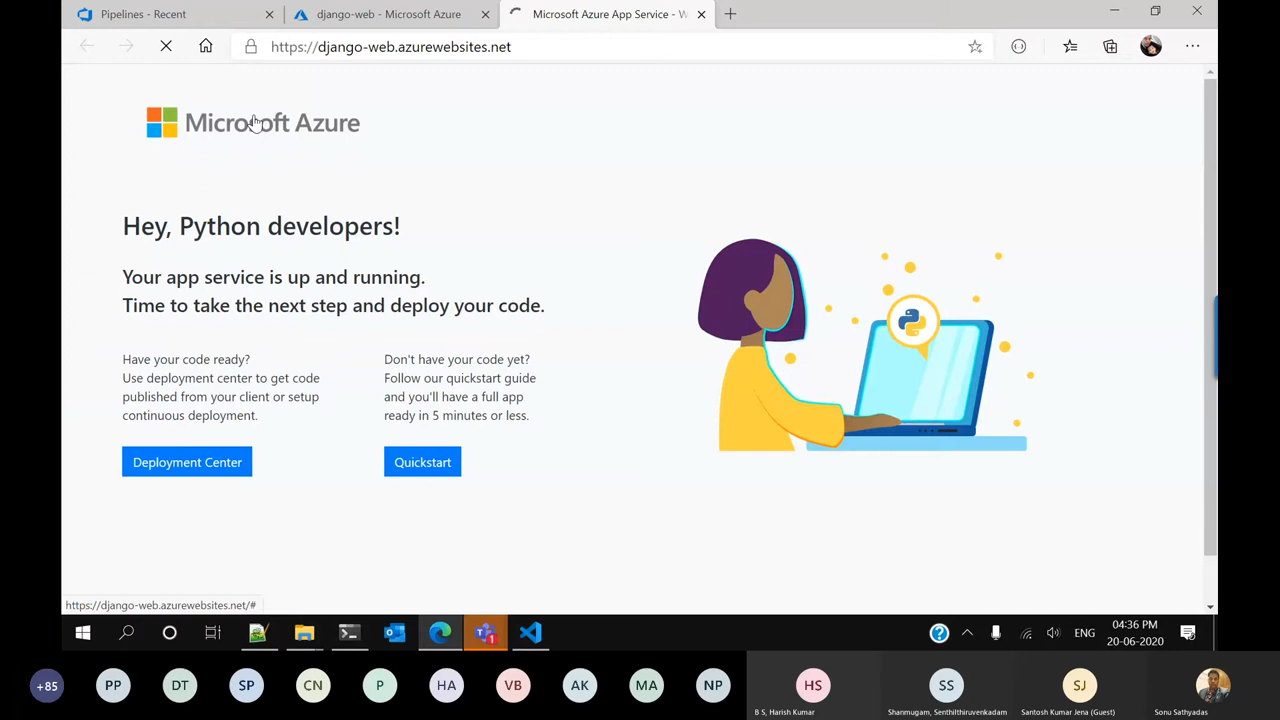 Pipelines - Recent
django-web - Microsoft Azure
Microsoft Azure App Service - W
https://django-web.azurewebsites.net
Microsoft Azure
Hey, Python developers!
Your app service is up and running.
Time to take the next step and deploy your code.
Have your code ready?
Use deployment center to get code
published from your client or setup
continuous deployment.
Deployment Center
Don't have your code yet?
Follow our quickstart guide
and you'll have a full app
ready in 5 minutes or less.
Quickstart
https://django-web.azurewebsites.net/#
1
ENG
04:36 PM
20-06-2020
+85
PP
DT
SP
CN
P
HA
VB
AK
MA
NP
HS
B S, Harish Kumar
SS
Shanmugam, Senthilthiruvenkadam
SJ
Santosh Kumar Jena (Guest)
Sonu Sathyadas